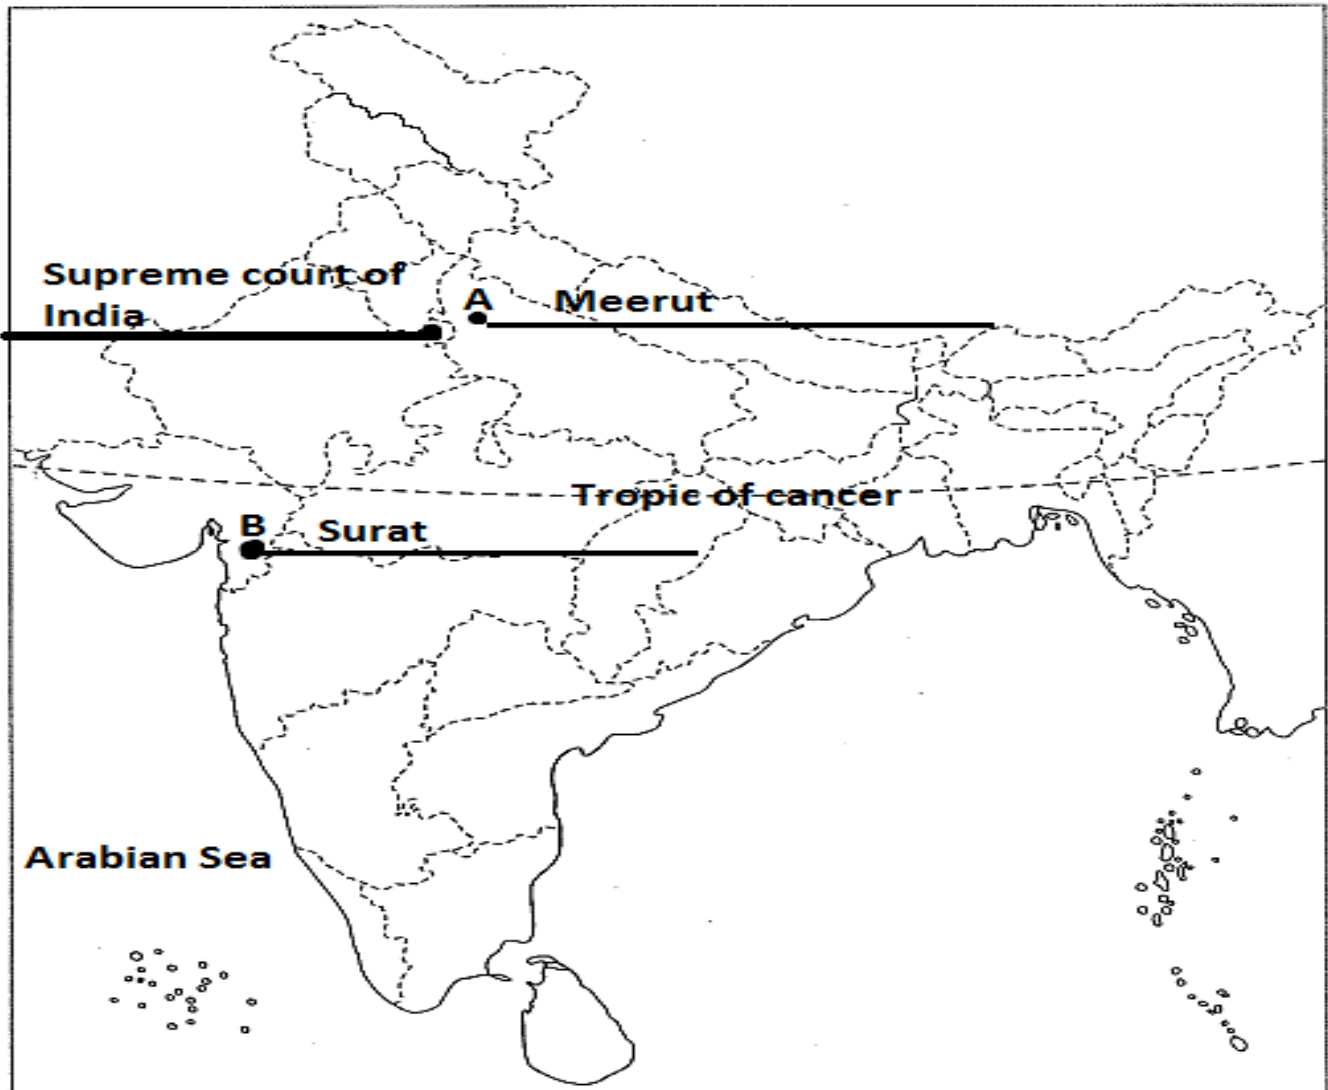 Supreme court of
India
A
Meerut
Tropic of cancer
B
Surat
Arabian Sea